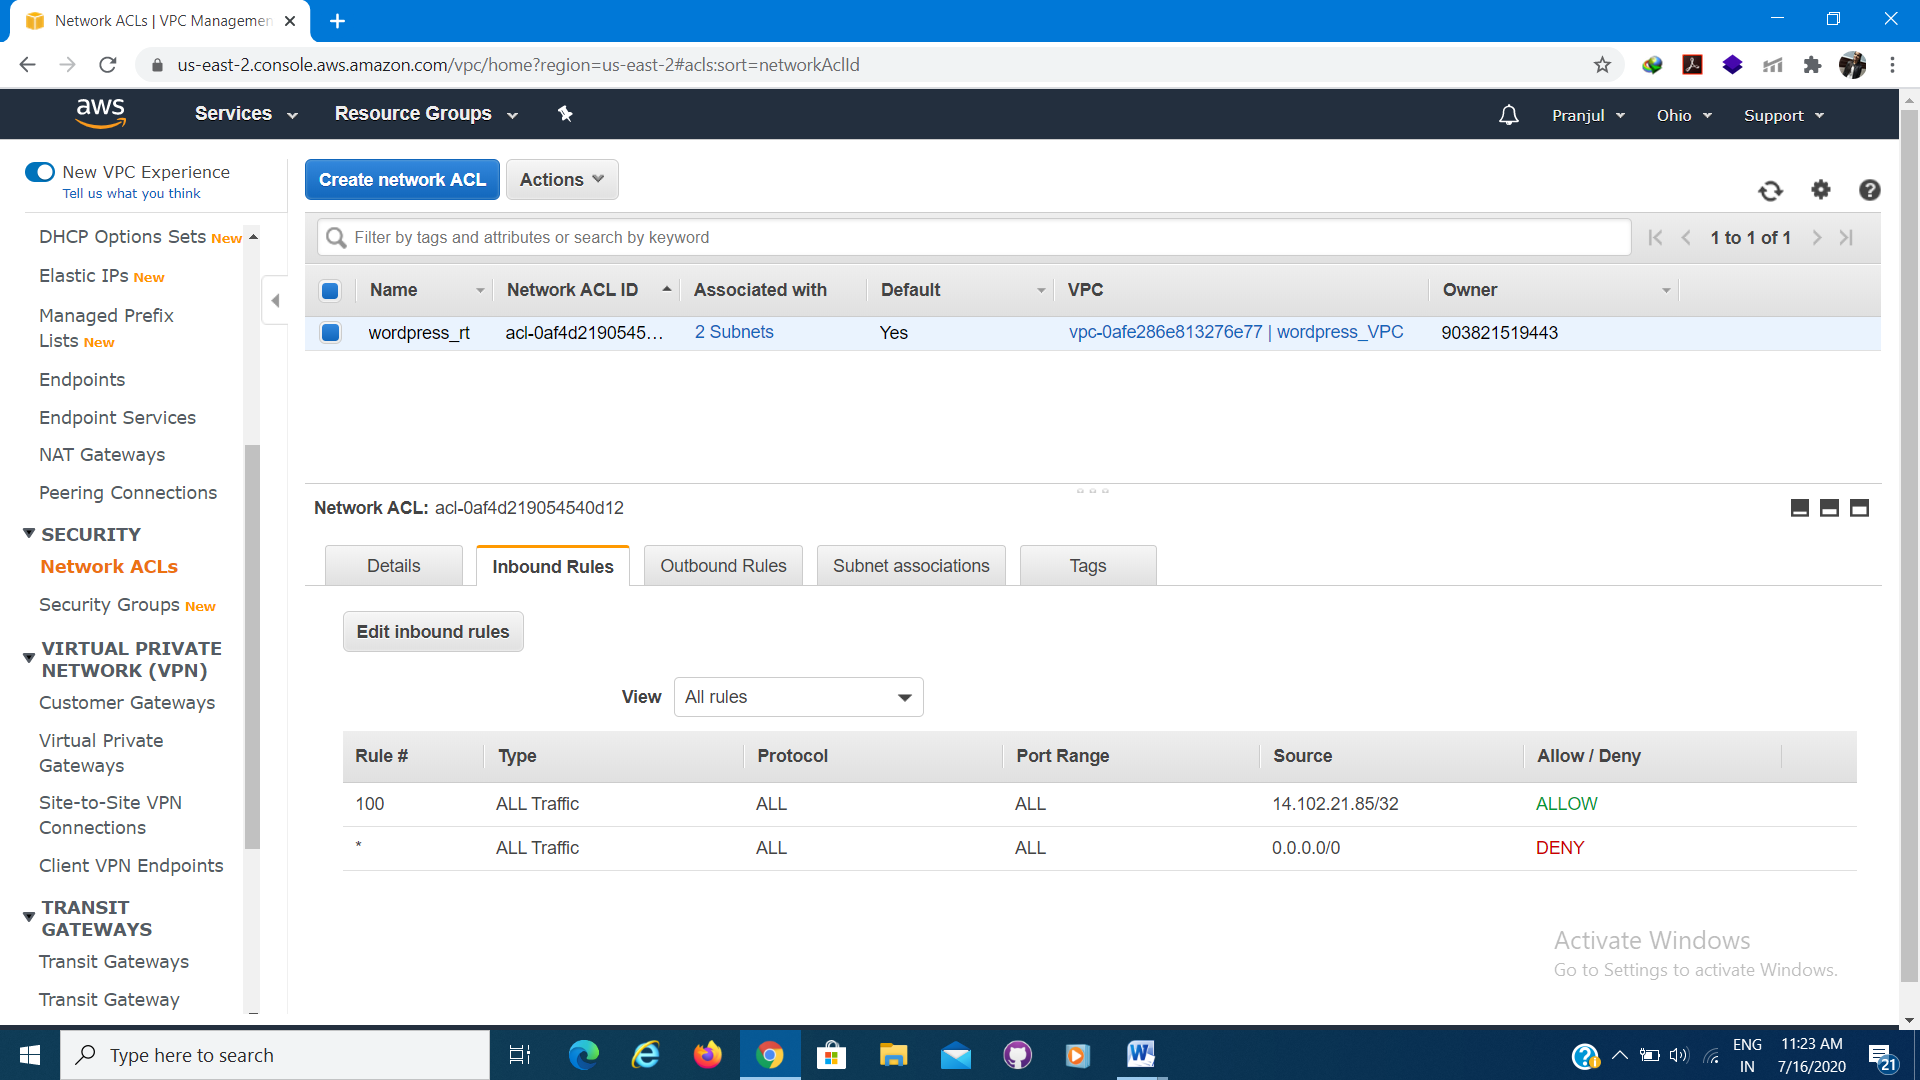 Network ACLs | VPC Managemen
us-east-2.console.aws.amazon.com/vpc/home?region=us-east-2#acls:sort=networkAclId
aws
Services
Resource Groups
Pranjul
Ohio
Support
New VPC Experience
Tell us what you think
DHCP Options Sets New
Elastic IPs New
Managed Prefix
Lists New
Endpoints
Endpoint Services
NAT Gateways
Peering Connections
SECURITY
Network ACLs
Security Groups New
VIRTUAL PRIVATE
NETWORK (VPN)
Customer Gateways
Virtual Private
Gateways
Site-to-Site VPN
Connections
Client VPN Endpoints
TRANSIT
GATEWAYS
Transit Gateways
Transit Gateway
Create network ACL
Actions
Filter by tags and attributes or search by keyword
1 to 1 of 1
Name Network ACL ID Associated with Default VPC Owner
wordpress_rt acl-0af4d2190545... 2 Subnets Yes vpc-0afe286e813276e77 | wordpress_VPC 903821519443
Network ACL: acl-0af4d219054540d12
Details Inbound Rules Outbound Rules Subnet associations Tags
Edit inbound rules
View All rules
Rule # Type Protocol Port Range Source Allow / Deny
100 ALL Traffic ALL ALL 14.102.21.85/32 ALLOW
* ALL Traffic ALL ALL 0.0.0.0/0 DENY
Activate Windows
Go to Settings to activate Windows.
Type here to search
ENG
IN
11:23 AM
7/16/2020
21